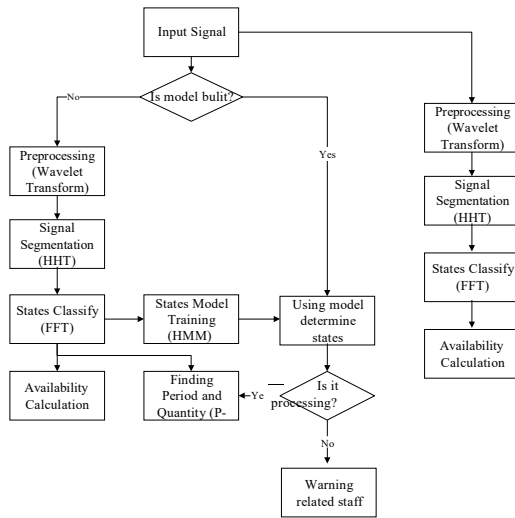 Input Signal
Is model bulit?
No
Yes
Preprocessing
(Wavelet
Transform)
Signal
Segmentation
(HHT)
States Classify
(FFT)
States Model
Training
(HMM)
Using model
determine
states
Availability
Calculation
Finding
Period and
Quantity (P-
Ye
Is it
processing?
No
Warning
related staff
Preprocessing
(Wavelet
Transform)
Signal
Segmentation
(HHT)
States Classify
(FFT)
Availability
Calculation